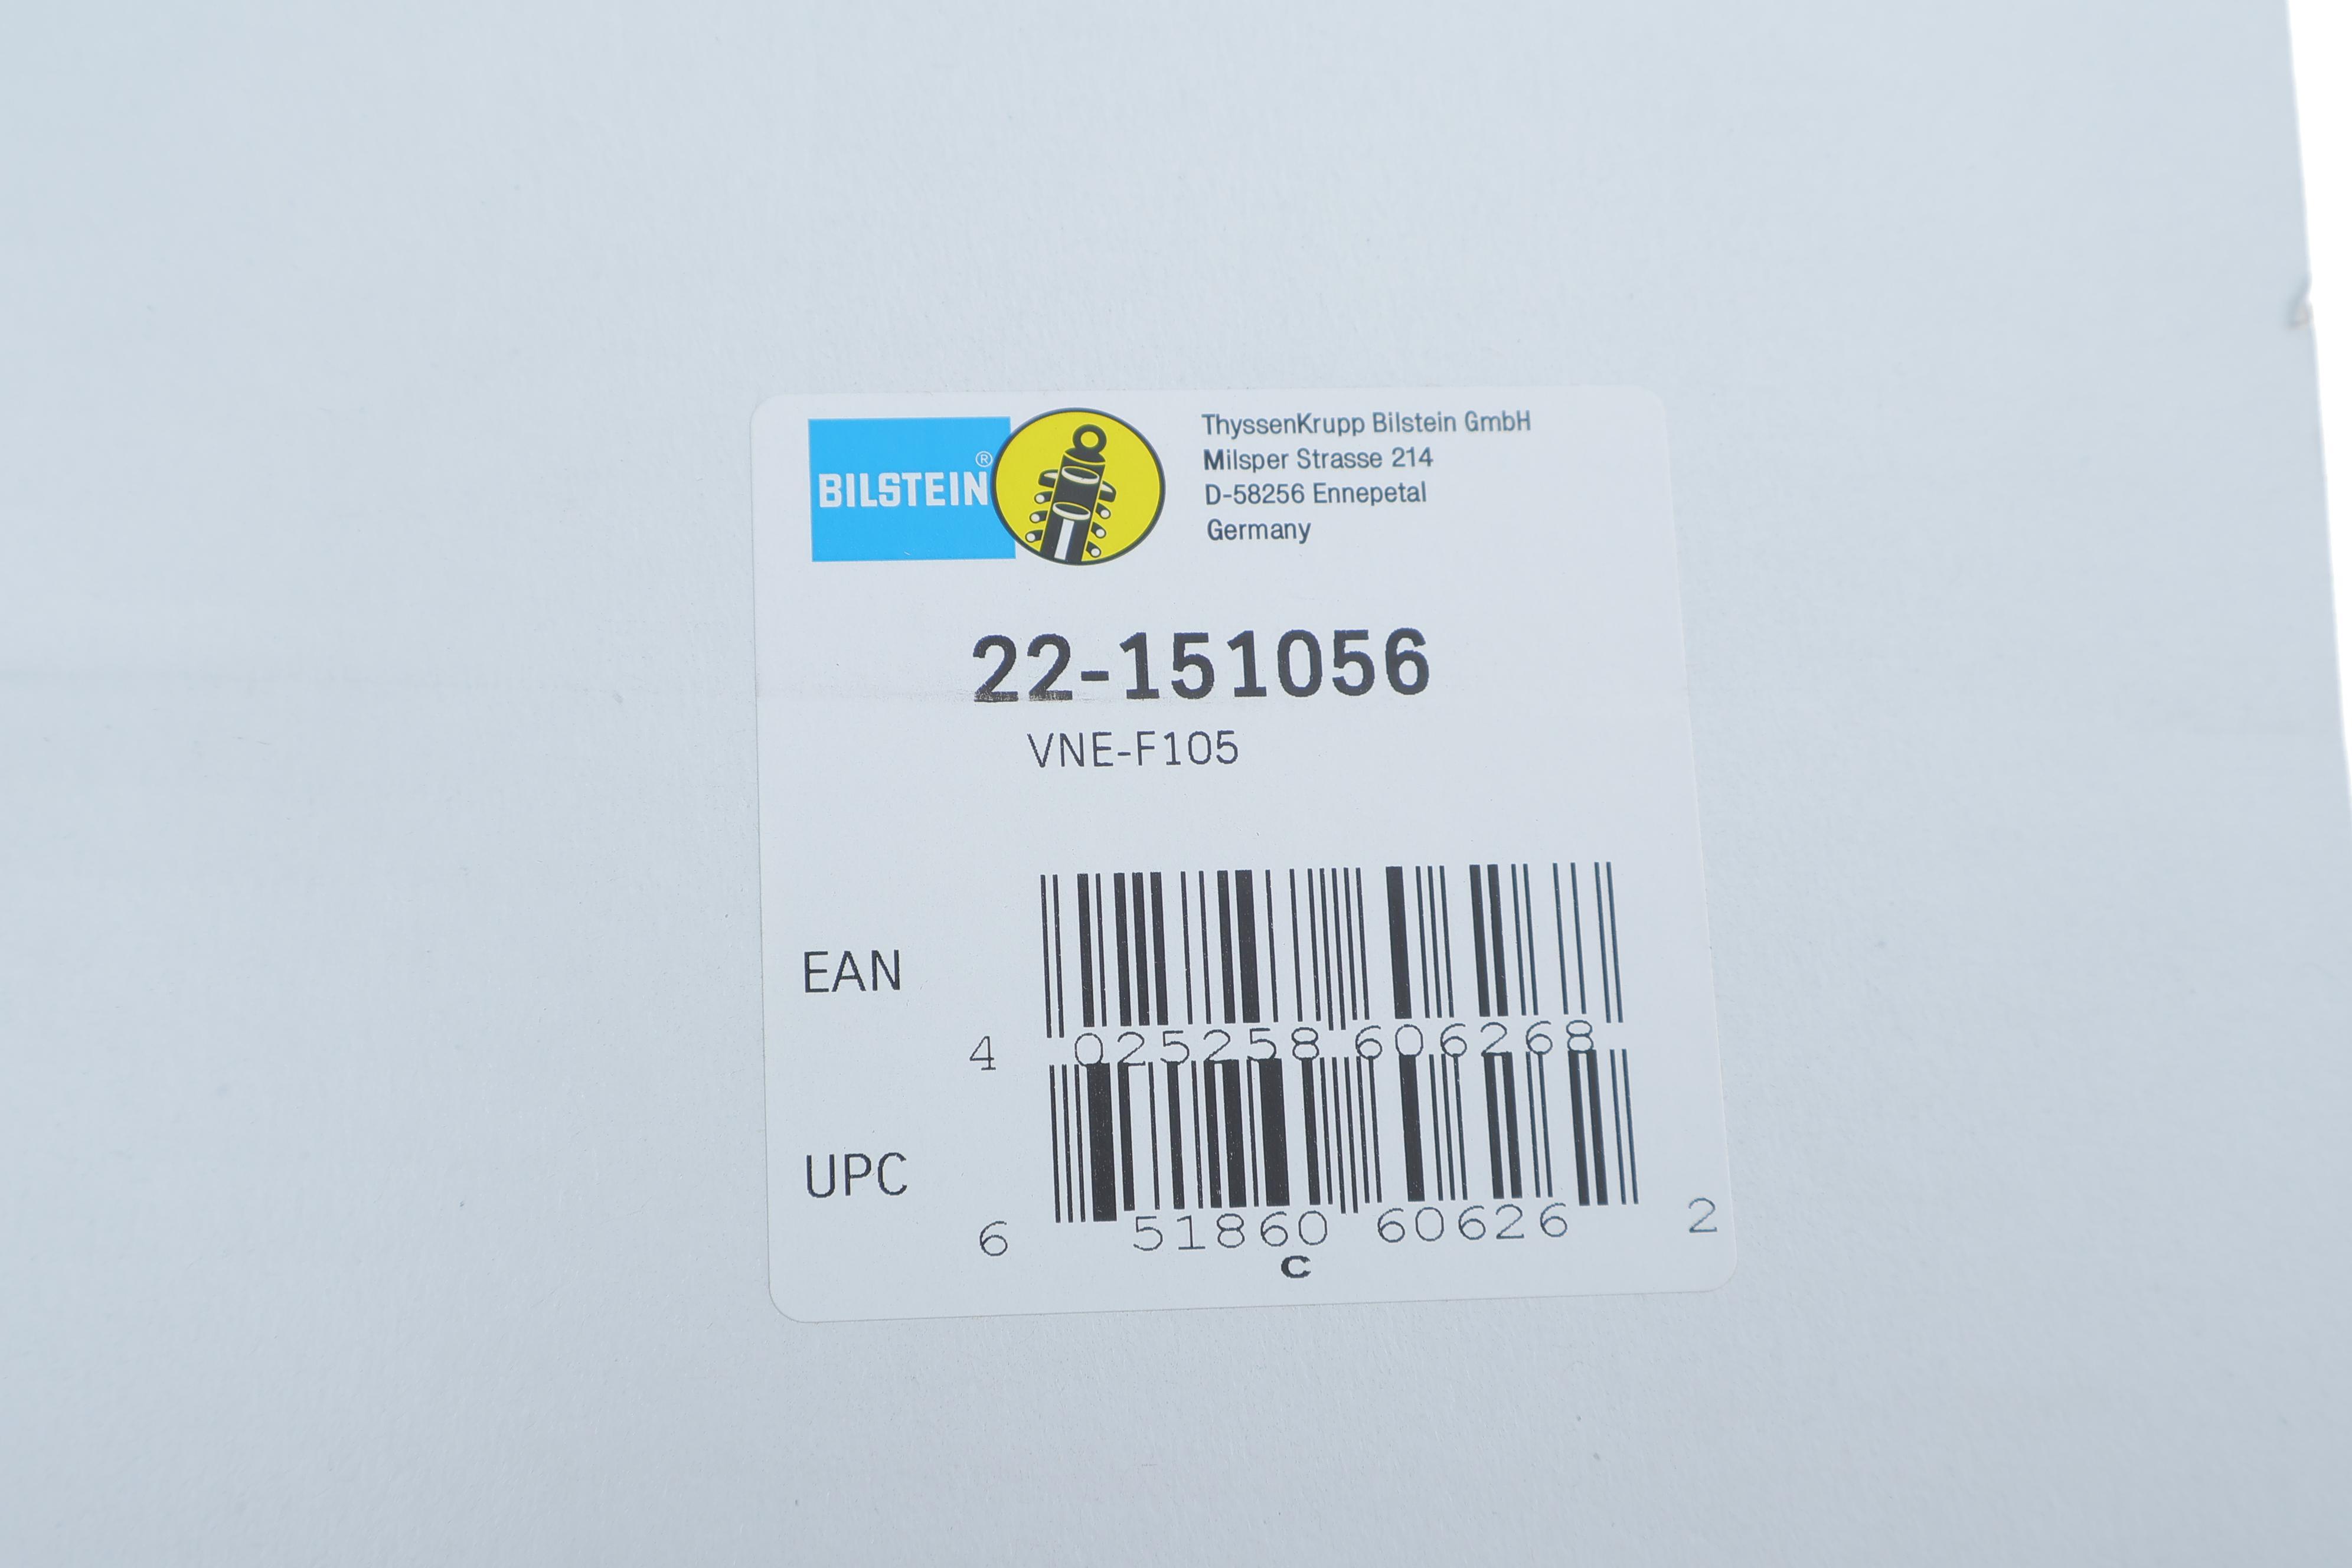 BILSTEIN®
ThyssenKrupp Bilstein GmbH
Milsper Strasse 214
D-58256 Ennepetal
Germany
22-151056
VNE-F105
EAN
4 025258 606268
UPC
6 51860 60626 2
C